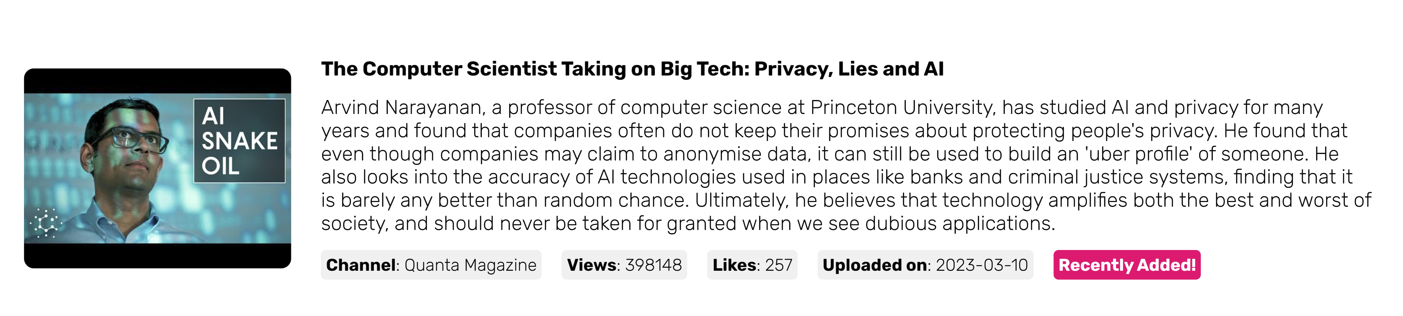 AI
SNAKE
OIL
The Computer Scientist Taking on Big Tech: Privacy, Lies and AI
Arvind Narayanan, a professor of computer science at Princeton University, has studied AI and privacy for many
years and found that companies often do not keep their promises about protecting people's privacy. He found that
even though companies may claim to anonymise data, it can still be used to build an 'uber profile' of someone. He
also looks into the accuracy of AI technologies used in places like banks and criminal justice systems, finding that it
is barely any better than random chance. Ultimately, he believes that technology amplifies both the best and worst of
society, and should never be taken for granted when we see dubious applications.
Channel: Quanta Magazine Views: 398148 Likes: 257 Uploaded on: 2023-03-10 Recently Added!